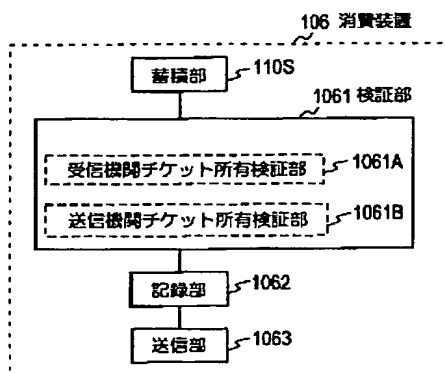 106 消費装置
蓄積部
110S
1061 検証部
受信機関チケット所有検証部
1061A
送信機関チケット所有検証部
1061B
記録部
1062
送信部
1063